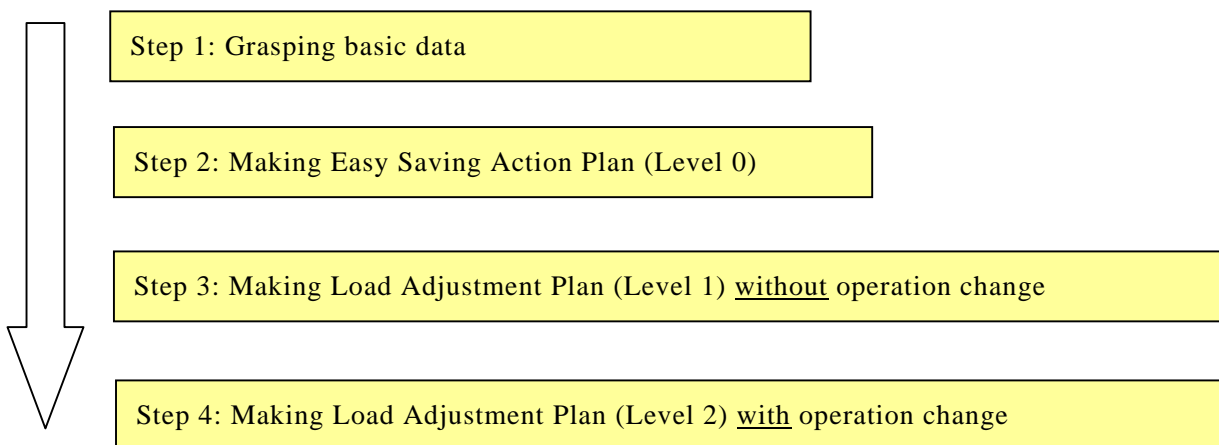 Step 1: Grasping basic data
Step 2: Making Easy Saving Action Plan (Level 0)
Step 3: Making Load Adjustment Plan (Level 1) without operation change
Step 4: Making Load Adjustment Plan (Level 2) with operation change